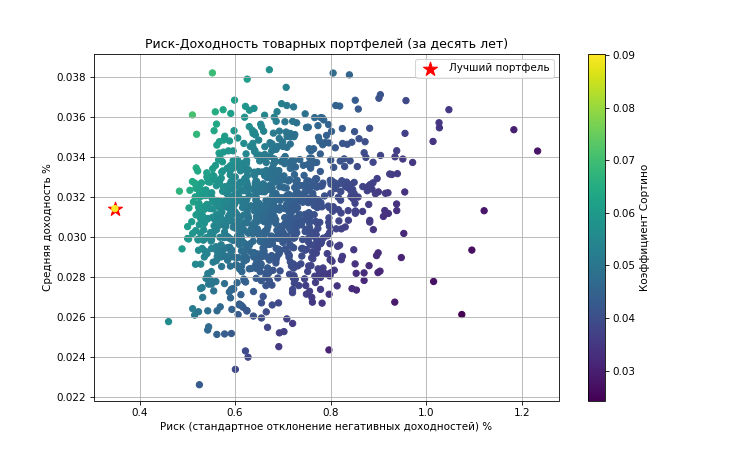 Риск-Доходность товарных портфелей (за десять лет)
Лучший портфель
0.038
0.036
0.034
0.032
0.030
0.028
0.026
0.024
0.022
Средняя доходность %
0.4 0.6 0.8 1.0 1.2
Риск (стандартное отклонение негативных доходностей) %
0.09
0.08
0.07
0.06
0.05
0.04
0.03
Коэффициент Сортино